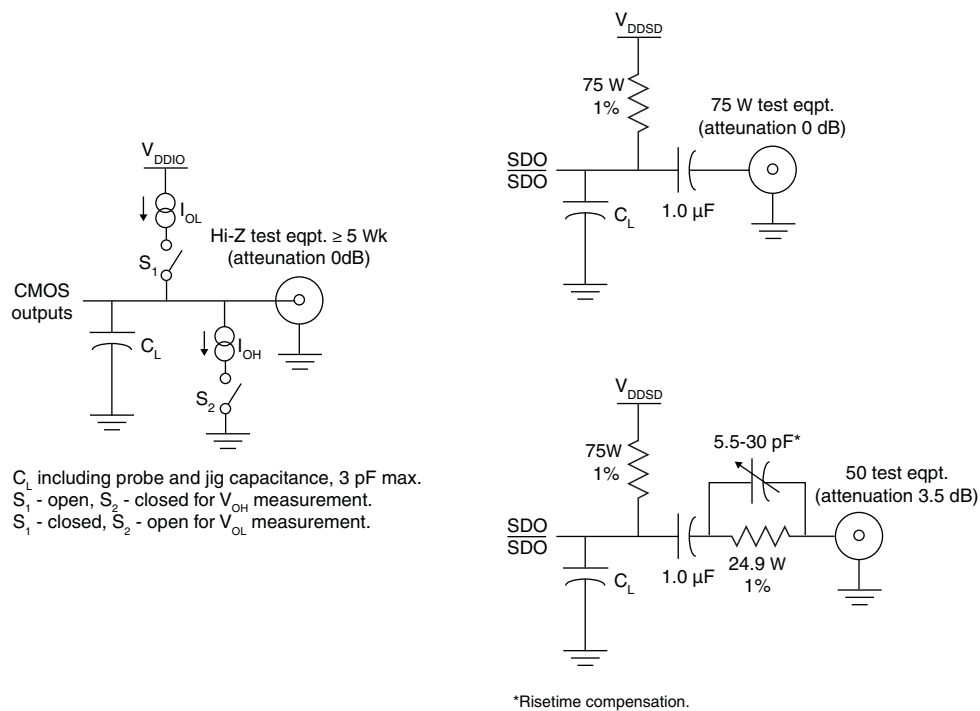 V_DDIO
I_OL
S_1
Hi-Z test eqpt. ≥ 5 Wk
(atteunation 0dB)
CMOS
outputs
C_L
I_OH
S_2
C_L including probe and jig capacitance, 3 pF max.
S_1 - open, S_2 - closed for V_OH measurement.
S_1 - closed, S_2 - open for V_OL measurement.
V_DDSD
75 W
1%
75 W test eqpt.
(atteunation 0 dB)
SDO
SDO
C_L
1.0 µF
V_DDSD
75W
1%
5.5-30 pF*
50 test eqpt.
(attenuation 3.5 dB)
SDO
SDO
C_L
1.0 µF
24.9 W
1%
*Risetime compensation.